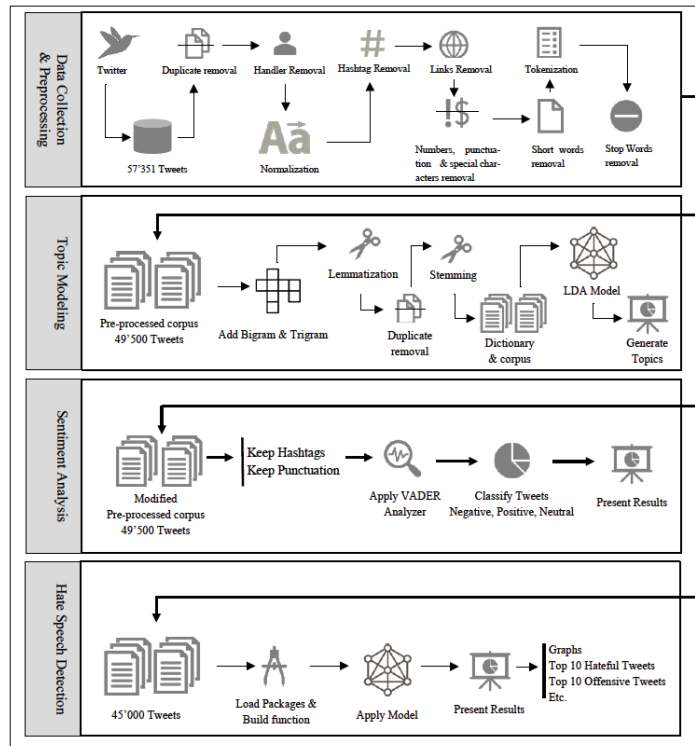 Data Collection
& Preprocessing
Twitter
Duplicate removal
Handler Removal
Hashtag Removal
Links Removal
Tokenization
57'351 Tweets
Aa
Normalization
#
!$
Numbers, punctua-
tion & special char-
acters removal
Short words
removal
Stop Words
removal
Topic Modeling
Pre-processed corpus
49'500 Tweets
Add Bigram & Trigram
Lemmatization
Duplicate
removal
Stemming
Dictionary
& corpus
LDA Model
Generate
Topics
Sentiment Analysis
Modified
Pre-processed corpus
49'500 Tweets
Keep Hashtags
Keep Punctuation
Apply VADER
Analyzer
Classify Tweets
Negative, Positive, Neutral
Present Results
Hate Speech Detection
45'000 Tweets
Load Packages &
Build function
Apply Model
Present Results
Graphs
Top 10 Hateful Tweets
Top 10 Offensive Tweets
Etc.